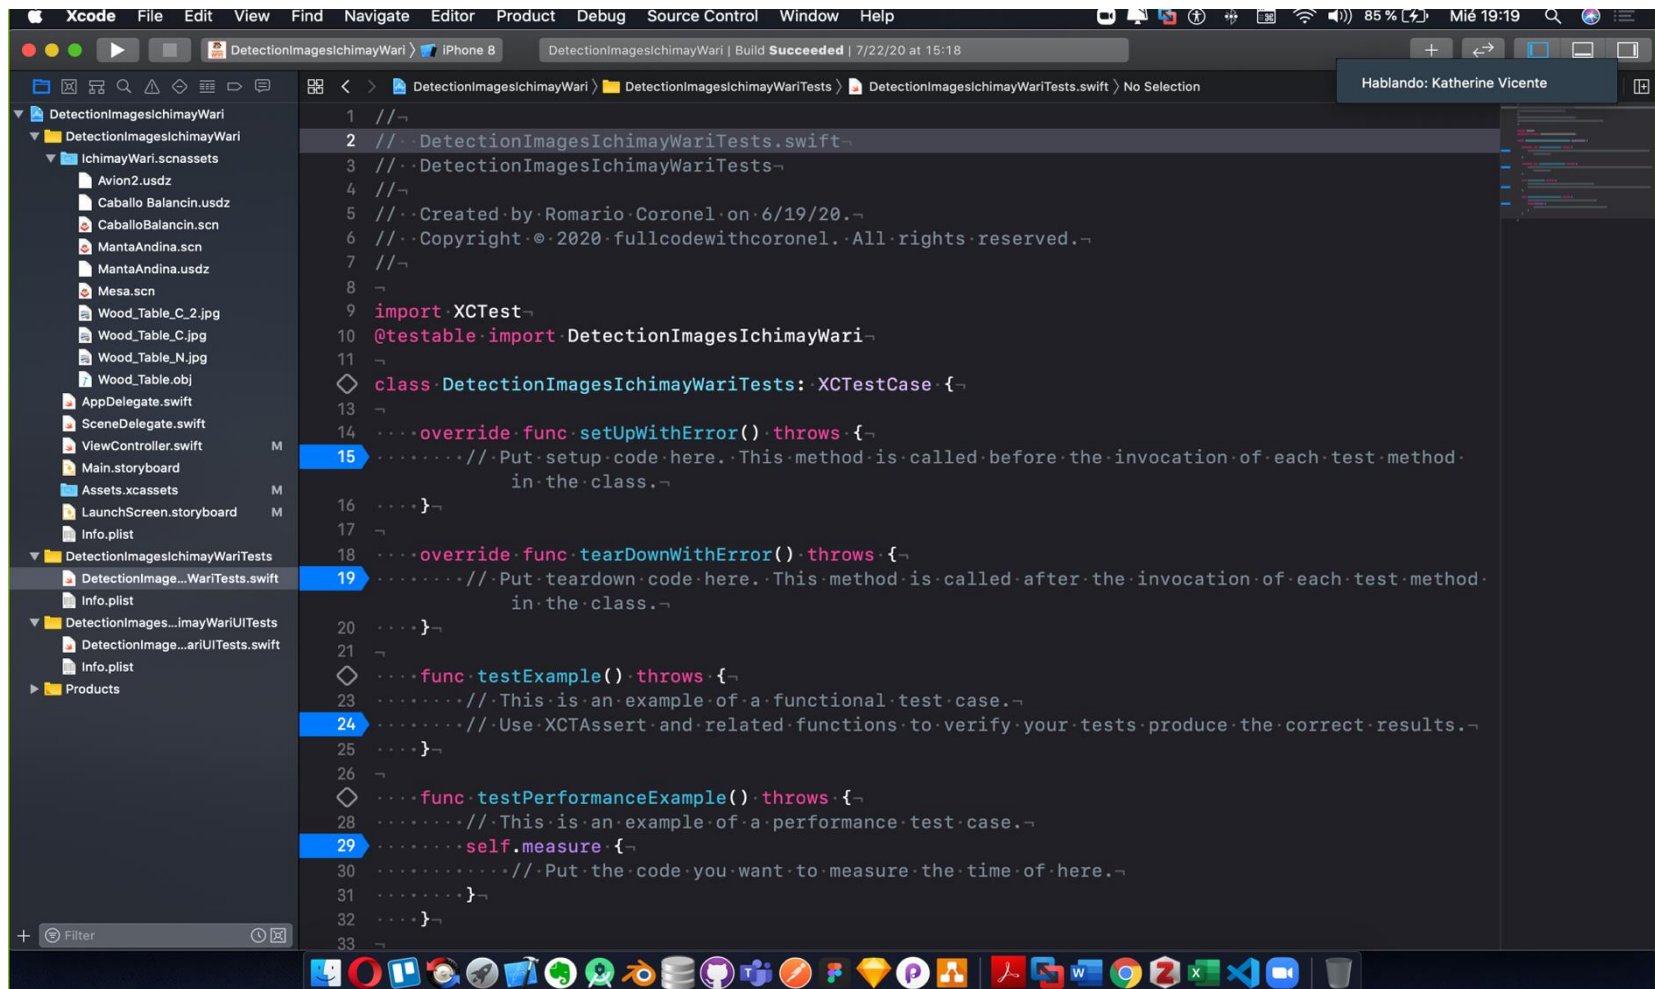 Xcode File Edit View Find Navigate Editor Product Debug Source Control Window Help 85 % Mié 19:19
DetectionImagesIchimayWari 〉 iPhone 8 DetectionImagesIchimayWari | Build Succeeded | 7/22/20 at 15:18
Hablando: Katherine Vicente
DetectionImagesIchimayWari 〉 DetectionImagesIchimayWariTests 〉 DetectionImagesIchimayWariTests.swift 〉 No Selection
DetectionImagesIchimayWari
DetectionImagesIchimayWari
IchimayWari.scnassets
Avion2.usdz
Caballo Balancin.usdz
CaballoBalancin.scn
MantaAndina.scn
MantaAndina.usdz
Mesa.scn
Wood_Table_C_2.jpg
Wood_Table_C.jpg
Wood_Table_N.jpg
Wood_Table.obj
AppDelegate.swift
SceneDelegate.swift
ViewController.swift M
Main.storyboard
Assets.xcassets M
LaunchScreen.storyboard M
Info.plist
DetectionImagesIchimayWariTests
DetectionImage...WariTests.swift
Info.plist
DetectionImages...imayWariUITests
DetectionImage...ariUITests.swift
Info.plist
Products
Filter
1 //
2 //  DetectionImagesIchimayWariTests.swift
3 //  DetectionImagesIchimayWariTests
4 //
5 //  Created by Romario Coronel on 6/19/20.
6 //  Copyright © 2020 fullcodewithcoronel. All rights reserved.
7 //
8
9 import XCTest
10 @testable import DetectionImagesIchimayWari
11
class DetectionImagesIchimayWariTests: XCTestCase {
13
14     override func setUpWithError() throws {
15         // Put setup code here. This method is called before the invocation of each test method
in the class.
16     }
17
18     override func tearDownWithError() throws {
19         // Put teardown code here. This method is called after the invocation of each test method
in the class.
20     }
21
func testExample() throws {
23         // This is an example of a functional test case.
24         // Use XCTAssert and related functions to verify your tests produce the correct results.
25     }
26
func testPerformanceExample() throws {
28         // This is an example of a performance test case.
29         self.measure {
30             // Put the code you want to measure the time of here.
31         }
32     }
33